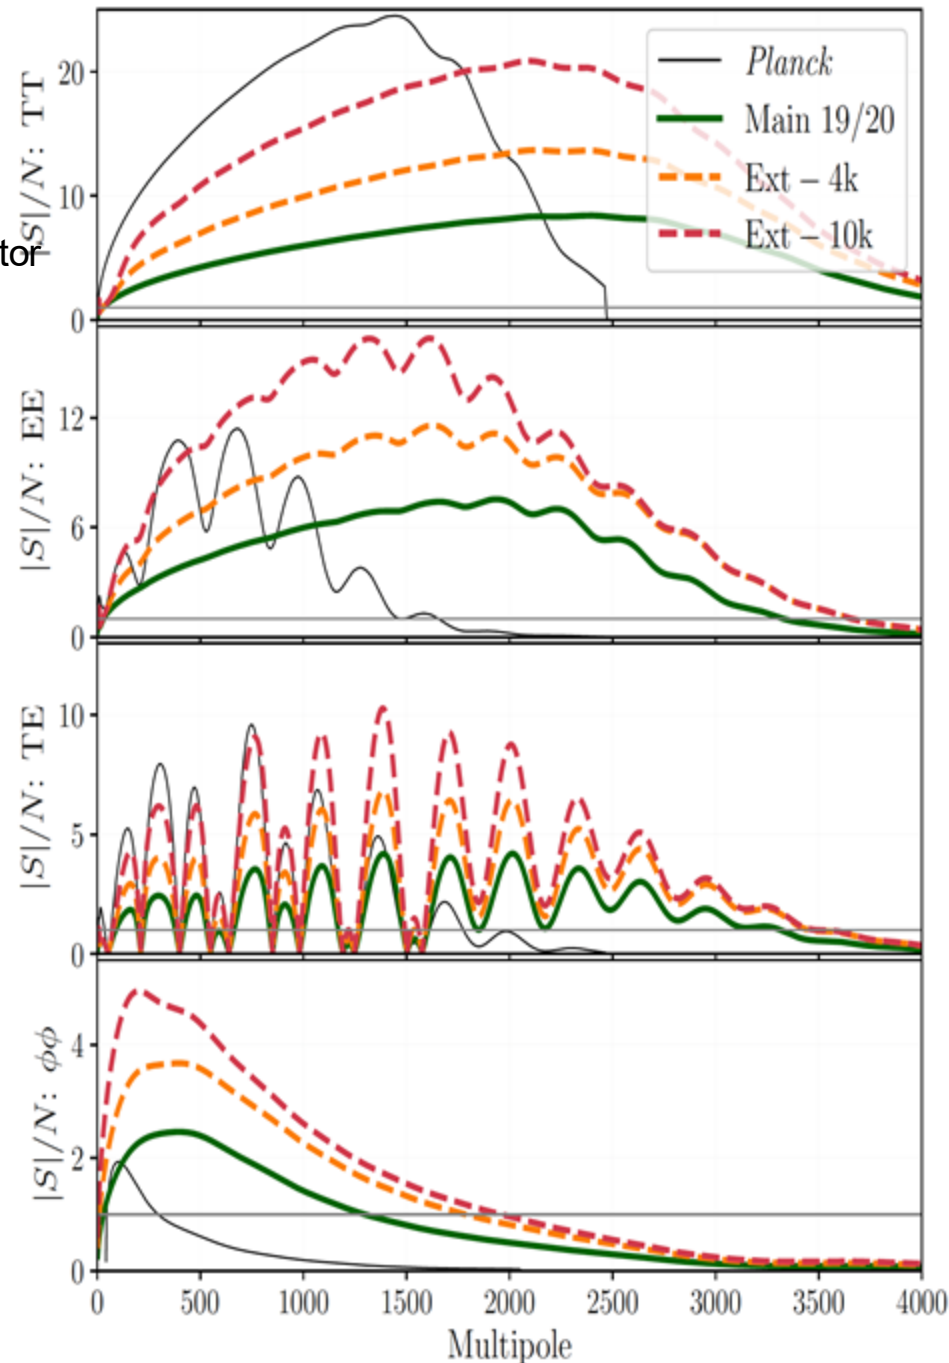 |S|/N: TT
tor
20
10
0
Planck
Main 19/20
Ext – 4k
Ext – 10k
|S|/N: EE
12
6
0
|S|/N: TE
10
5
0
|S|/N: ϕϕ
4
2
0
0 500 1000 1500 2000 2500 3000 3500 4000
Multipole